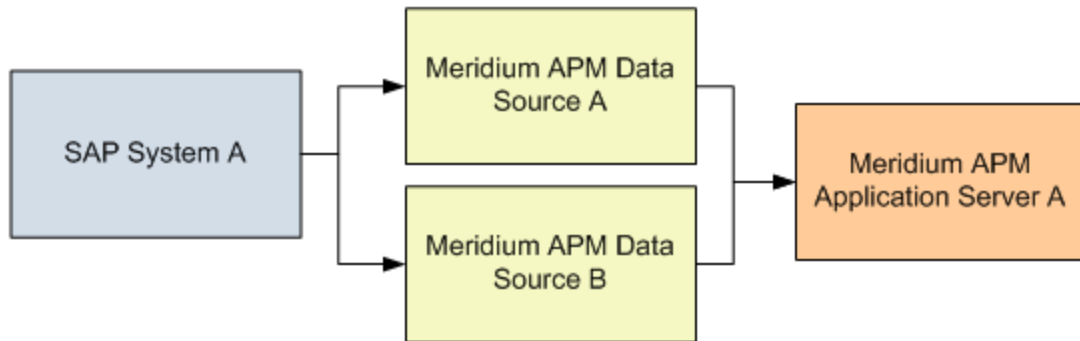 SAP System A
Meridium APM Data
Source A
Meridium APM Data
Source B
Meridium APM
Application Server A